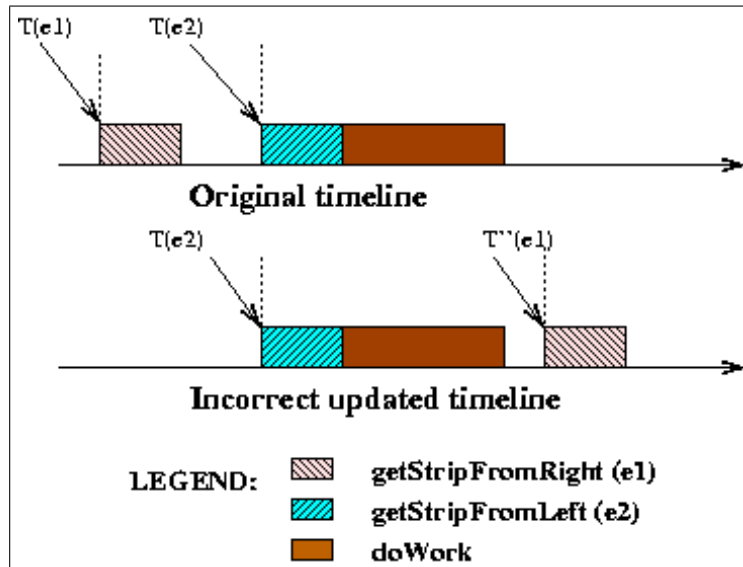 T(e1)
T(e2)
Original timeline
T(e2)
T``(e1)
Incorrect updated timeline
LEGEND:
getStripFromRight (e1)
getStripFromLeft (e2)
doWork